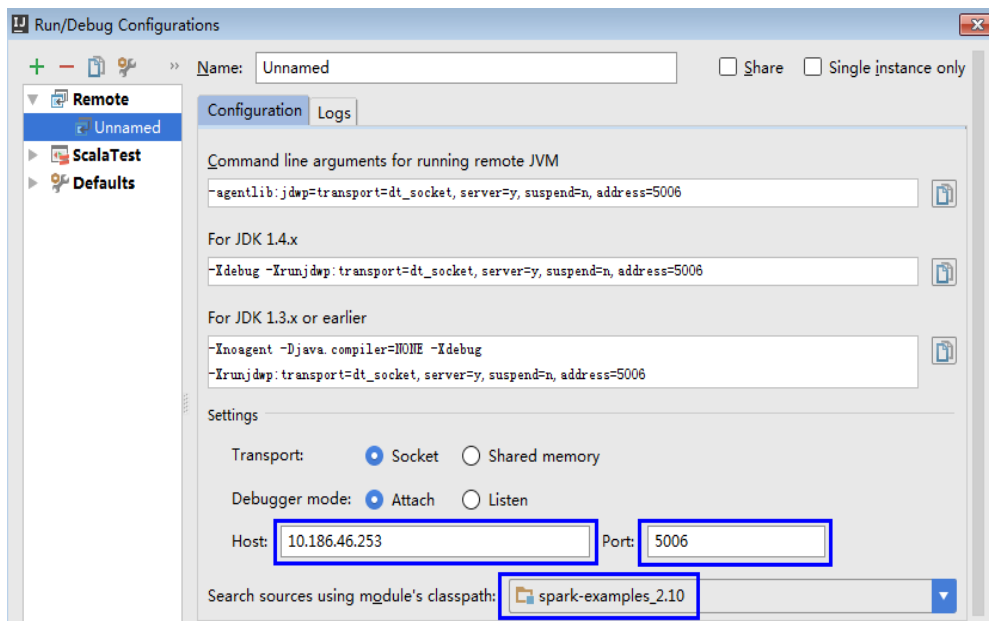 Run/Debug Configurations
Name: Unnamed
Share
Single instance only
Remote
Unnamed
ScalaTest
Defaults
Configuration
Logs
Command line arguments for running remote JVM
-agentlib:jdwp=transport=dt_socket, server=y, suspend=n, address=5006
For JDK 1.4.x
-Xdebug -Xrunjdwp:transport=dt_socket, server=y, suspend=n, address=5006
For JDK 1.3.x or earlier
-Xnoagent -Djava.compiler=NONE -Xdebug
-Xrunjdwp:transport=dt_socket, server=y, suspend=n, address=5006
Settings
Transport: Socket Shared memory
Debugger mode: Attach Listen
Host: 10.186.46.253 Port: 5006
Search sources using module's classpath: spark-examples_2.10